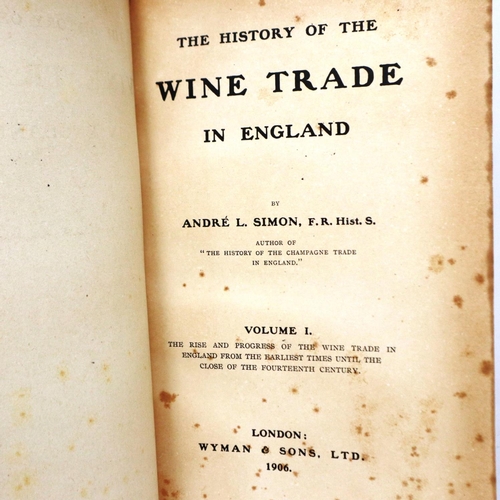 THE HISTORY OF THE
WINE TRADE
IN ENGLAND
BY
ANDRÉ L. SIMON, F.R. Hist. S.
AUTHOR OF
"THE HISTORY OF THE CHAMPAGNE TRADE
IN ENGLAND."
VOLUME I.
THE RISE AND PROGRESS OF THE WINE TRADE IN
ENGLAND FROM THE EARLIEST TIMES UNTIL THE
CLOSE OF THE FOURTEENTH CENTURY.
LONDON:
WYMAN & SONS, LTD.
1906.